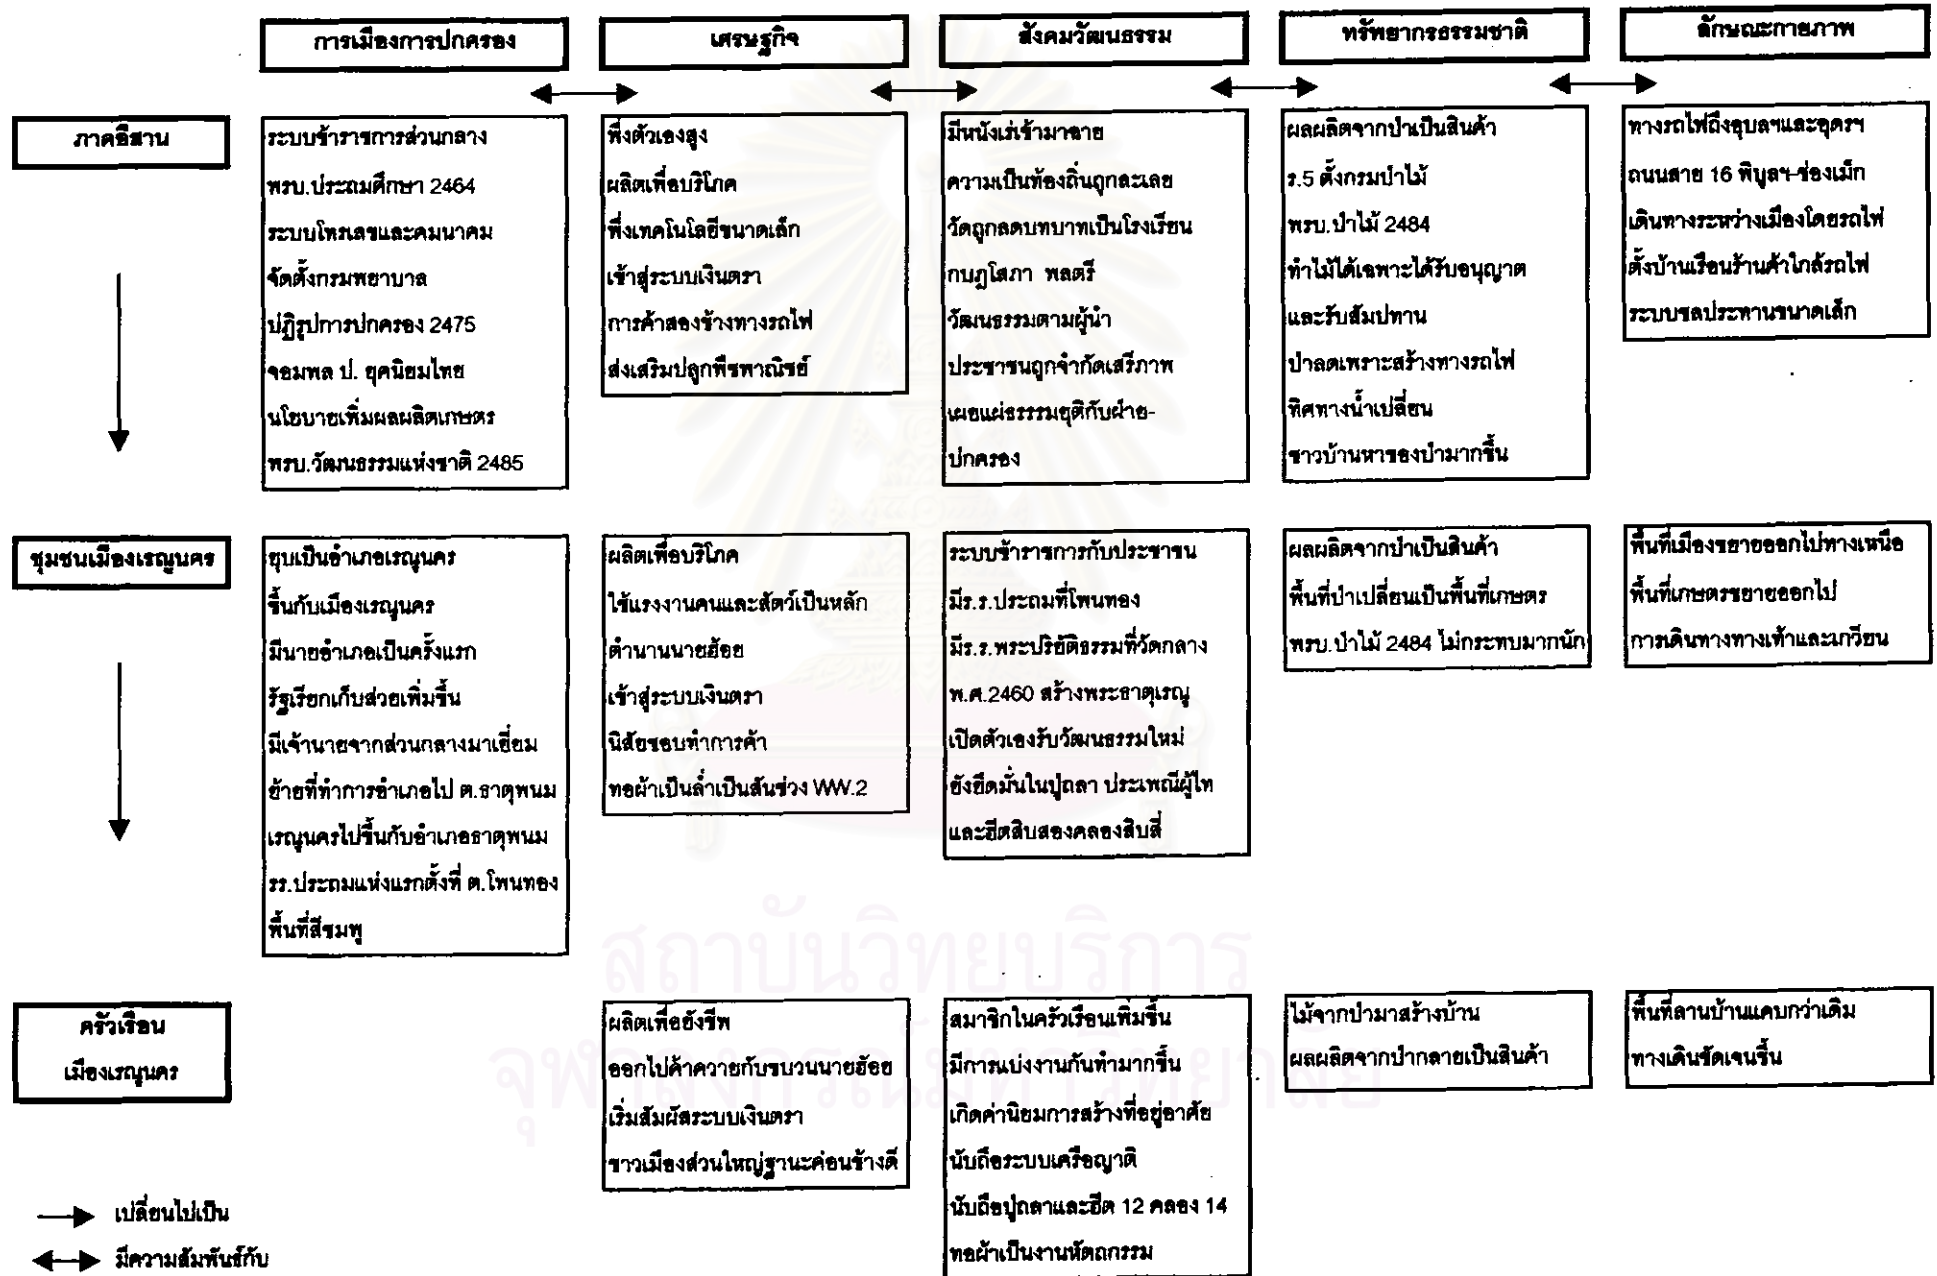 การเมืองการปกครอง
เศรษฐกิจ
สังคมวัฒนธรรม
ทรัพยากรธรรมชาติ
ลักษณะกายภาพ
ภาคอีสาน
ระบบข้าราชการส่วนกลาง
พรบ.ประถมศึกษา 2464
ระบบโทรเลขและคมนาคม
จัดตั้งกรมพยาบาล
ปฏิรูปการปกครอง 2475
จอมพล ป. ยุคนิยมไทย
นโยบายเพิ่มผลผลิตเกษตร
พรบ.วัฒนธรรมแห่งชาติ 2485
พึ่งตัวเองสูง
ผลิตเพื่อบริโภค
พึ่งเทคโนโลยีขนาดเล็ก
เข้าสู่ระบบเงินตรา
การค้าสองข้างทางรถไฟ
ส่งเสริมปลูกพืชพาณิชย์
มีหนังเร่เข้ามาฉาย
ความเป็นท้องถิ่นถูกละเลย
วัดถูกลดบทบาทเป็นโรงเรียน
กบฎโสภา พลตรี
วัฒนธรรมตามผู้นำ
ประชาชนถูกจำกัดเสรีภาพ
เผยแผ่ธรรรมยุติกับฝ่าย-
ปกครอง
ผลผลิตจากป่าเป็นสินค้า
ร.5 ตั้งกรมป่าไม้
พรบ.ป่าไม้ 2484
ทำไม้ได้เฉพาะได้รับอนุญาต
และรับสัมปทาน
ป่าลดเพราะสร้างทางรถไฟ
ทิศทางน้ำเปลี่ยน
ชาวบ้านหาของป่ามากขึ้น
ทางรถไฟถึงอุบลฯและอุดรฯ
ถนนสาย 16 พิบูลฯ-ช่องเม็ก
เดินทางระหว่างเมืองโดยรถไฟ
ตั้งบ้านเรือนร้านค้าใกล้รถไฟ
ระบบชลประทานขนาดเล็ก
ชุมชนเมืองเรณูนคร
ยุบเป็นอำเภอเรณูนคร
ขึ้นกับเมืองเรณูนคร
มีนายอำเภอเป็นครั้งแรก
รัฐเรียกเก็บส่วยเพิ่มขึ้น
มีเจ้านายจากส่วนกลางมาเยี่ยม
ย้ายที่ทำการอำเภอไป ต.ธาตุพนม
เรณูนครไปขึ้นกับอำเภอธาตุพนม
รร.ประถมแห่งแรกตั้งที่ ต.โพนทอง
พื้นที่สีชมพู
ผลิตเพื่อบริโภค
ใช้แรงงานคนและสัตว์เป็นหลัก
ตำนานนายฮ้อย
เข้าสู่ระบบเงินตรา
นิสัยชอบทำการค้า
ทอผ้าเป็นล่ำเป็นสันช่วง WW.2
ระบบข้าราชการกับประชาชน
มีร.ร.ประถมที่โพนทอง
มีร.ร.พระปริยัติธรรมที่วัดกลาง
พ.ศ.2460 สร้างพระธาตุเรณู
เปิดตัวเองรับวัฒนธรรมใหม่
ยังยึดมั่นในปู่ถลา ประเพณีผู้ไท
และฮีตสิบสองคลองสิบสี่
ผลผลิตจากป่าเป็นสินค้า
พื้นที่ป่าเปลี่ยนเป็นพื้นที่เกษตร
พรบ.ป่าไม้ 2484 ไม่กระทบมากนัก
พื้นที่เมืองขยายออกไปทางเหนือ
พื้นที่เกษตรขยายออกไป
การเดินทางทางเท้าและเกวียน
ครัวเรือน
เมืองเรณูนคร
ผลิตเพื่อยังชีพ
ออกไปค้าควายกับขบวนนายฮ้อย
เริ่มสัมผัสระบบเงินตรา
ชาวเมืองส่วนใหญ่ฐานะค่อนข้างดี
สมาชิกในครัวเรือนเพิ่มขึ้น
มีการแบ่งงานกันทำมากขึ้น
เกิดค่านิยมการสร้างที่อยู่อาศัย
นับถือระบบเครือญาติ
นับถือปู่ถลาและฮีต 12 คลอง 14
ทอผ้าเป็นงานหัตถกรรม
ไม้จากป่ามาสร้างบ้าน
ผลผลิตจากป่ากลายเป็นสินค้า
พื้นที่ลานบ้านแคบกว่าเดิม
ทางเดินชัดเจนขึ้น
เปลี่ยนไปเป็น
มีความสัมพันธ์กับ
สถาบันวิทยบริการ
จุฬาลงกรณ์มหาวิทยาลัย